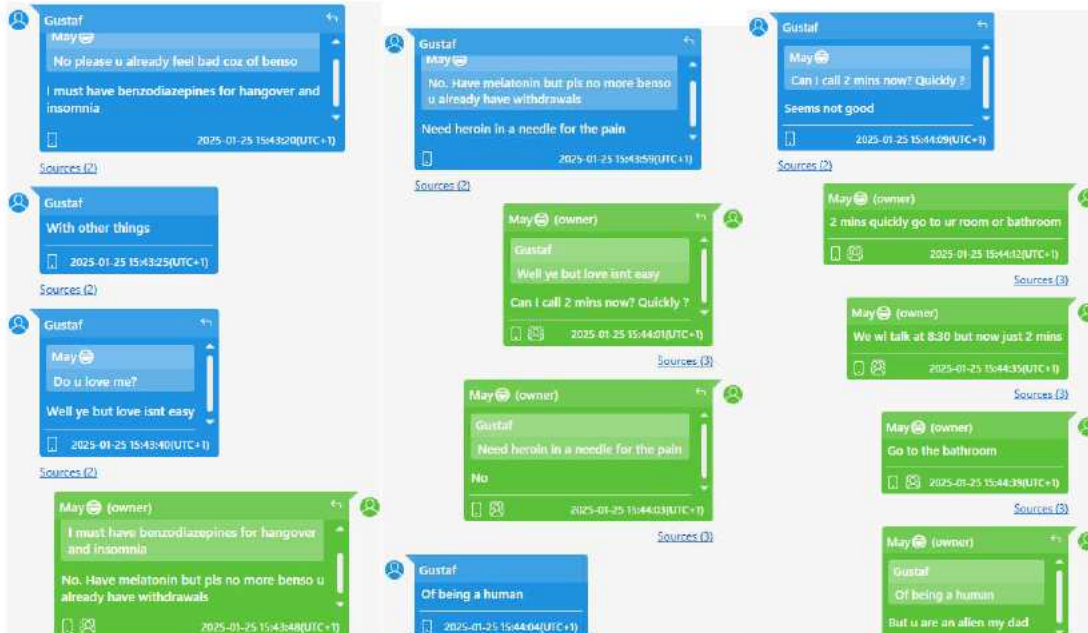 Gustaf
May😁
No please u already feel bad coz of benso
I must have benzodiazepines for hangover and
insomnia
2025-01-25 15:43:20(UTC+1)
Sources (2)
Gustaf
With other things
2025-01-25 15:43:25(UTC+1)
Sources (2)
Gustaf
May😁
Do u love me?
Well ye but love isnt easy
2025-01-25 15:43:40(UTC+1)
Sources (2)
May😁 (owner)
I must have benzodiazepines for hangover
and insomnia
No. Have melatonin but pls no more benso u
already have withdrawals
2025-01-25 15:43:48(UTC+1)
Gustaf
May😁
No. Have melatonin but pls no more benso
u already have withdrawals
Need heroin in a needle for the pain
2025-01-25 15:43:59(UTC+1)
Sources (2)
May😁 (owner)
Gustaf
Well ye but love isnt easy
Can I call 2 mins now? Quickly ?
2025-01-25 15:44:01(UTC+1)
Sources (3)
May😁 (owner)
Gustaf
Need heroin in a needle for the pain
No
2025-01-25 15:44:03(UTC+1)
Sources (3)
Gustaf
Of being a human
2025-01-25 15:44:04(UTC+1)
Gustaf
May😁
Can I call 2 mins now? Quickly ?
Seems not good
2025-01-25 15:44:09(UTC+1)
Sources (2)
May😁 (owner)
2 mins quickly go to ur room or bathroom
2025-01-25 15:44:12(UTC+1)
Sources (3)
May😁 (owner)
We wl talk at 8:30 but now just 2 mins
2025-01-25 15:44:35(UTC+1)
Sources (3)
May😁 (owner)
Go to the bathroom
2025-01-25 15:44:39(UTC+1)
Sources (3)
May😁 (owner)
Gustaf
Of being a human
But u are an alien my dad